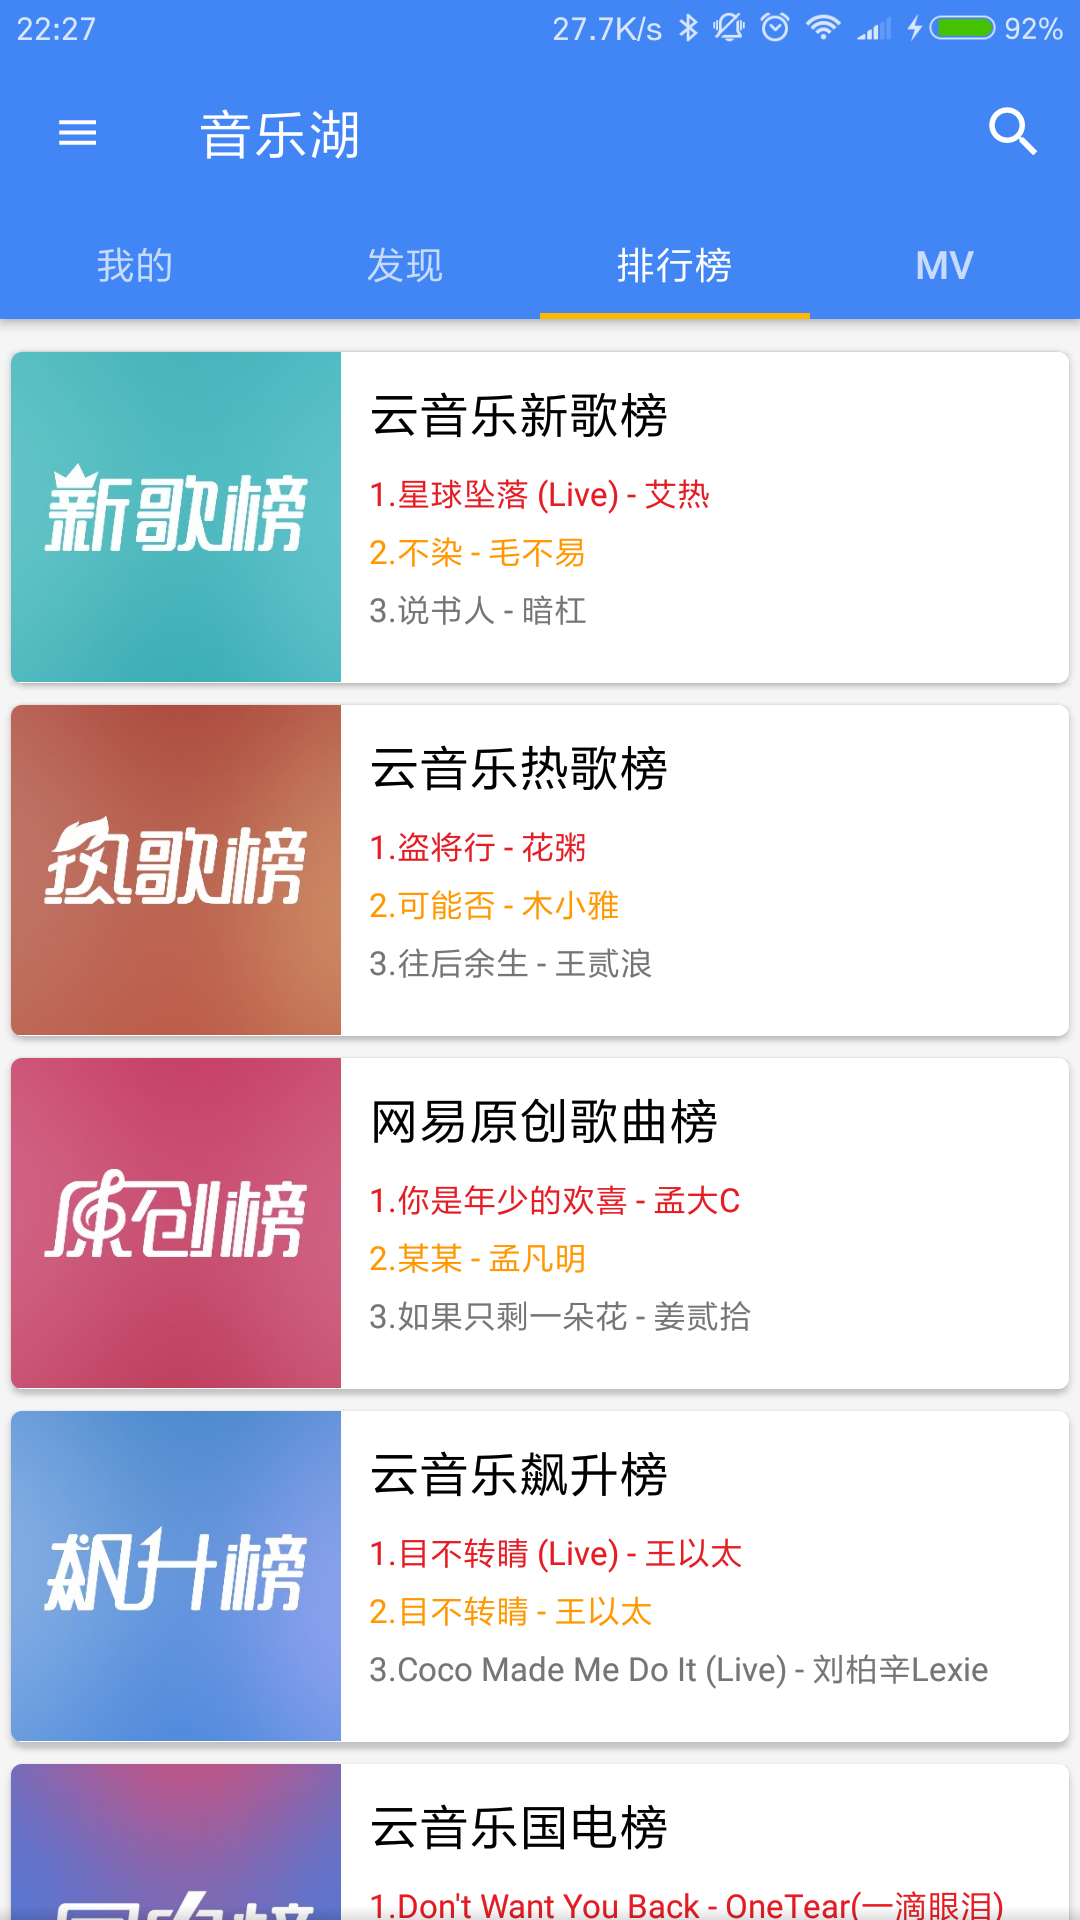 22:27 27.7K/s 92%
音乐湖
我的 发现 排行榜 MV
新歌榜
云音乐新歌榜
1.星球坠落 (Live) - 艾热
2.不染 - 毛不易
3.说书人 - 暗杠
热歌榜
云音乐热歌榜
1.盗将行 - 花粥
2.可能否 - 木小雅
3.往后余生 - 王贰浪
原创榜
网易原创歌曲榜
1.你是年少的欢喜 - 孟大C
2.某某 - 孟凡明
3.如果只剩一朵花 - 姜贰拾
飙升榜
云音乐飙升榜
1.目不转睛 (Live) - 王以太
2.目不转睛 - 王以太
3.Coco Made Me Do It (Live) - 刘柏辛Lexie
国电榜
云音乐国电榜
1.Don't Want You Back - OneTear(一滴眼泪)